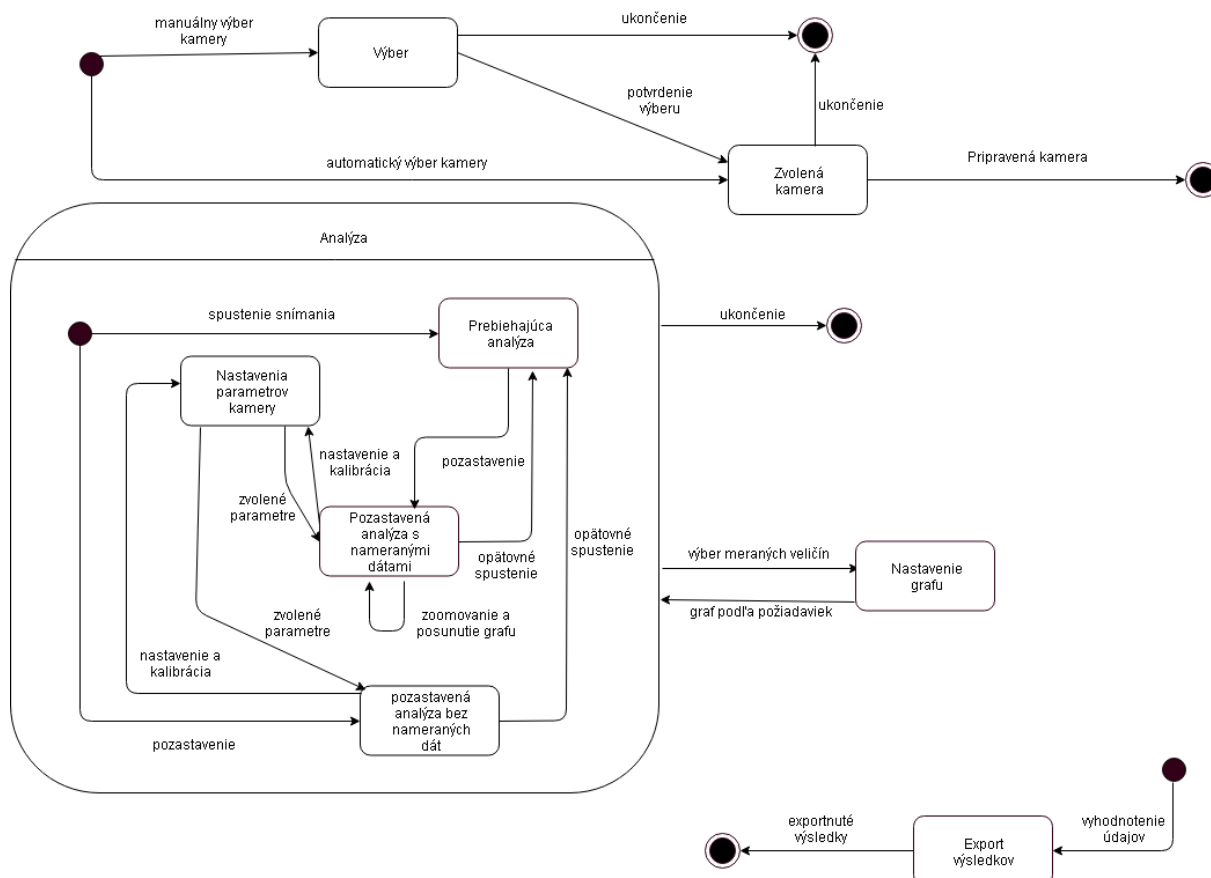 manuálny výber
kamery
Výber
ukončenie
potvrdenie
výberu
ukončenie
automatický výber kamery
Zvolená
kamera
Pripravená kamera
Analýza
spustenie snímania
Prebiehajúca
analýza
ukončenie
Nastavenia
parametrov
kamery
nastavenie a
kalibrácia
pozastavenie
zvolené
parametre
Pozastavená
analýza s
nameranými
dátami
opätovné
spustenie
opätovné
spustenie
výber meraných veličín
Nastavenie
grafu
graf podľa požiadaviek
zvolené
parametre
zoomovanie a
posunutie grafu
nastavenie a
kalibrácia
pozastavená
analýza bez
nameraných
dát
pozastavenie
exportnuté
výsledky
Export
výsledkov
vyhodnotenie
údajov